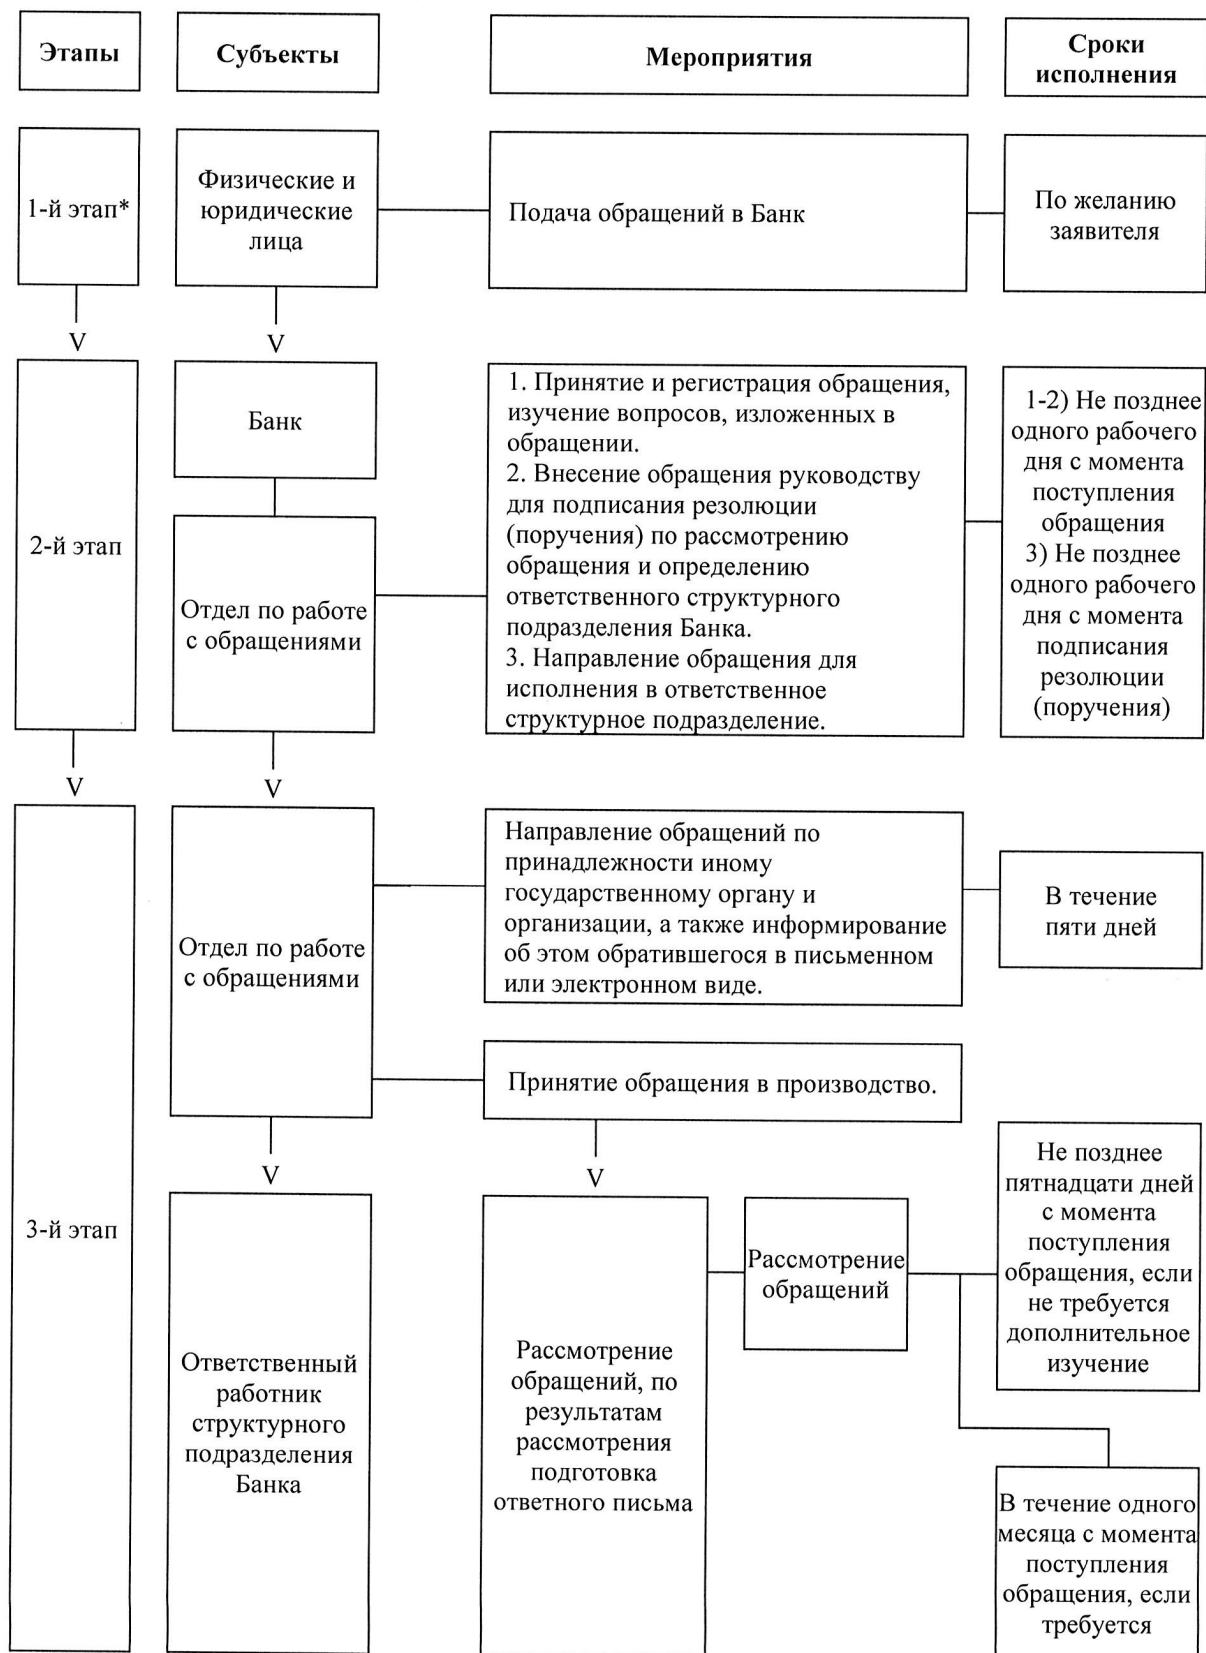 Этапы
Субъекты
Мероприятия
Сроки
исполнения
1-й этап*
Физические и
юридические
лица
Подача обращений в Банк
По желанию
заявителя
V
V
2-й этап
Банк
Отдел по работе
с обращениями
1. Принятие и регистрация обращения,
изучение вопросов, изложенных в
обращении.
2. Внесение обращения руководству
для подписания резолюции
(поручения) по рассмотрению
обращения и определению
ответственного структурного
подразделения Банка.
3. Направление обращения для
исполнения в ответственное
структурное подразделение.
1-2) Не позднее
одного рабочего
дня с момента
поступления
обращения
3) Не позднее
одного рабочего
дня с момента
подписания
резолюции
(поручения)
V
V
3-й этап
Отдел по работе
с обращениями
Направление обращений по
принадлежности иному
государственному органу и
организации, а также информирование
об этом обратившегося в письменном
или электронном виде.
В течение
пяти дней
Принятие обращения в производство.
V
V
Ответственный
работник
структурного
подразделения
Банка
Рассмотрение
обращений, по
результатам
рассмотрения
подготовка
ответного письма
Рассмотрение
обращений
Не позднее
пятнадцати дней
с момента
поступления
обращения, если
не требуется
дополнительное
изучение
В течение одного
месяца с момента
поступления
обращения, если
требуется